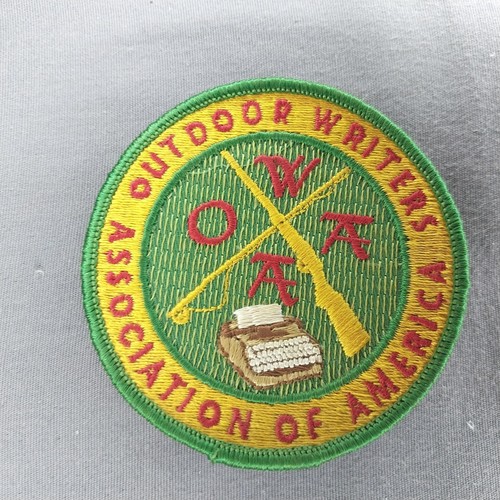 OUTDOOR WRITERS
ASSOCIATION OF AMERICA
W
O A
A